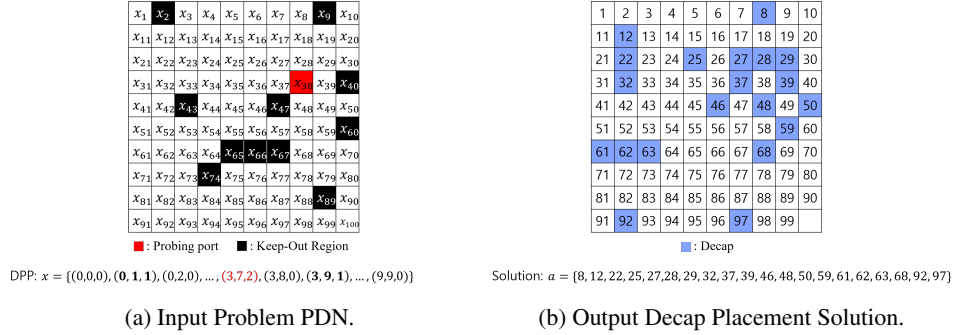 x1 x2 x3 x4 x5 x6 x7 x8 x9 x10
x11 x12 x13 x14 x15 x16 x17 x18 x19 x20
x21 x22 x23 x24 x25 x26 x27 x28 x29 x30
x31 x32 x33 x34 x35 x36 x37 x38 x39 x40
x41 x42 x43 x44 x45 x46 x47 x48 x49 x50
x51 x52 x53 x54 x55 x56 x57 x58 x59 x60
x61 x62 x63 x64 x65 x66 x67 x68 x69 x70
x71 x72 x73 x74 x75 x76 x77 x78 x79 x80
x81 x82 x83 x84 x85 x86 x87 x88 x89 x90
x91 x92 x93 x94 x95 x96 x97 x98 x99 x100
: Probing port : Keep-Out Region
DPP: x = {(0,0,0), (0, 1, 1), (0,2,0), ..., (3,7,2), (3,8,0), (3, 9, 1), ..., (9,9,0)}
(a) Input Problem PDN.
1 2 3 4 5 6 7 8 9 10
11 12 13 14 15 16 17 18 19 20
21 22 23 24 25 26 27 28 29 30
31 32 33 34 35 36 37 38 39 40
41 42 43 44 45 46 47 48 49 50
51 52 53 54 55 56 57 58 59 60
61 62 63 64 65 66 67 68 69 70
71 72 73 74 75 76 77 78 79 80
81 82 83 84 85 86 87 88 89 90
91 92 93 94 95 96 97 98 99
: Decap
Solution: a = {8, 12, 22, 25, 27,28, 29, 32, 37, 39, 46, 48, 50, 59, 61, 62, 63, 68, 92, 97}
(b) Output Decap Placement Solution.